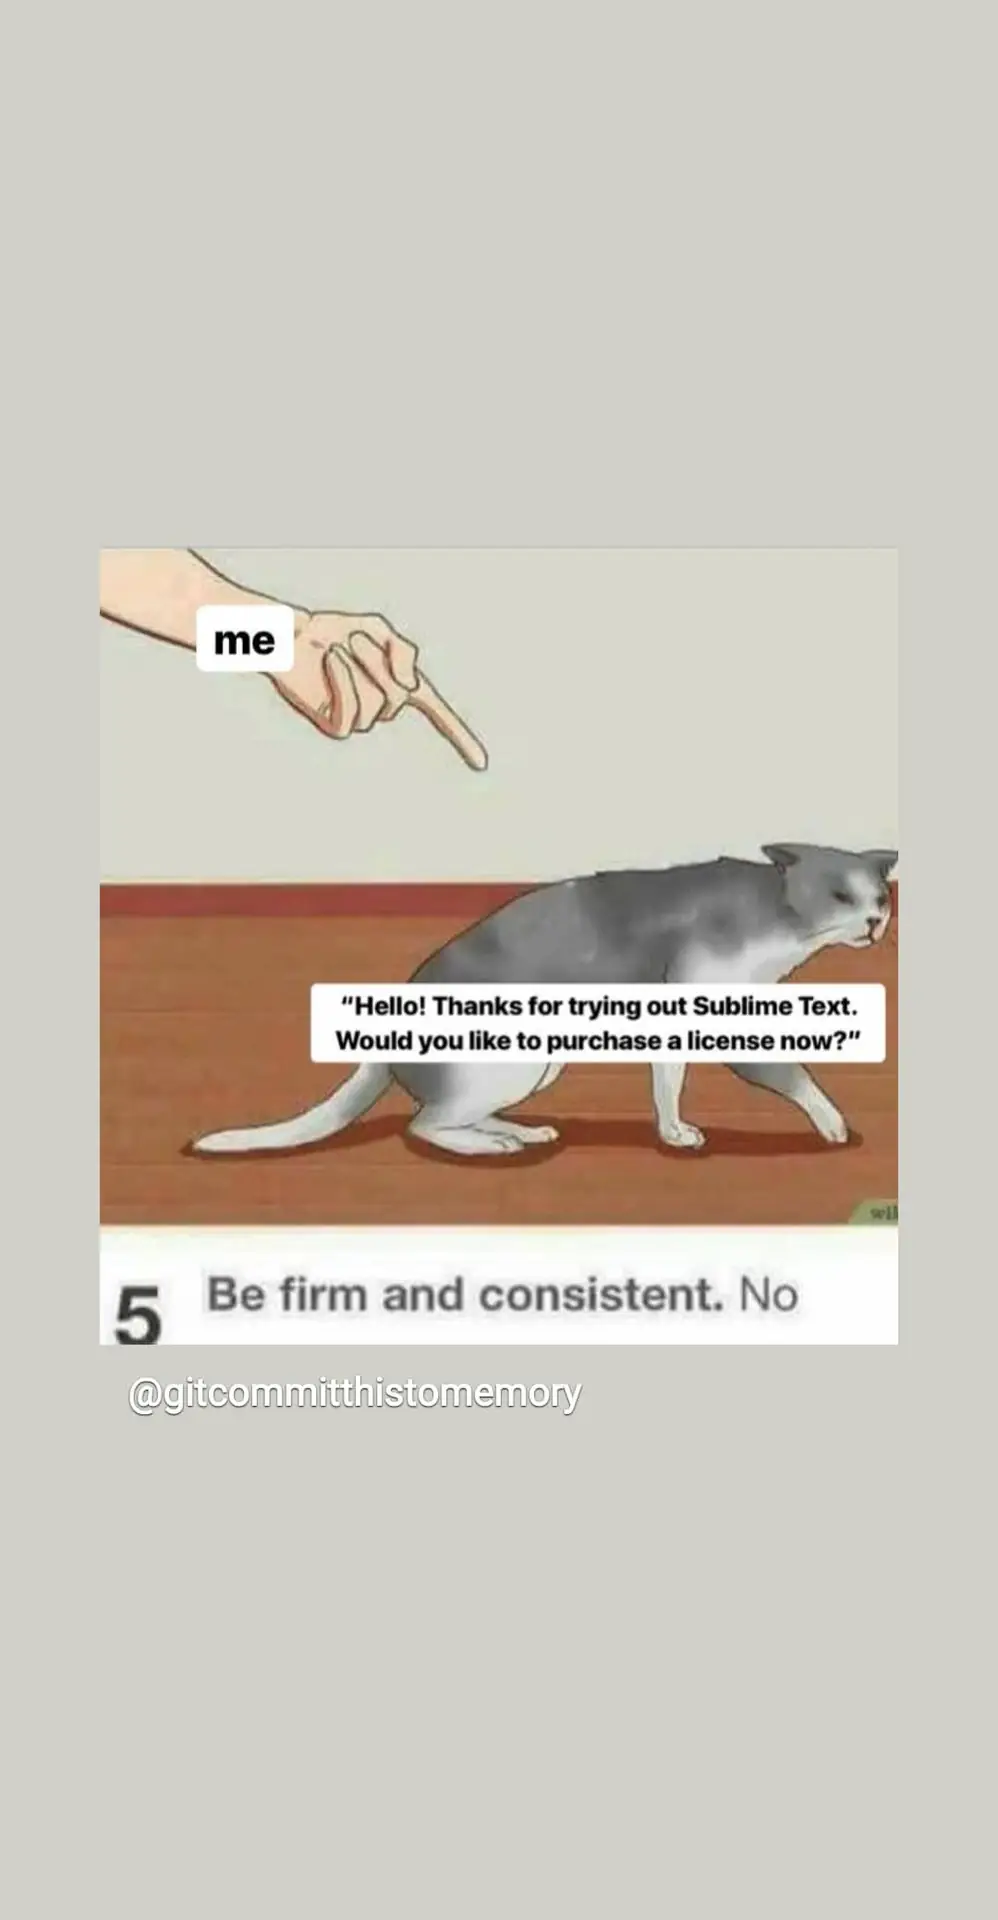 me
“Hello! Thanks for trying out Sublime Text.
Would you like to purchase a license now?”
5 Be firm and consistent. No
@gitcommitthistomemory